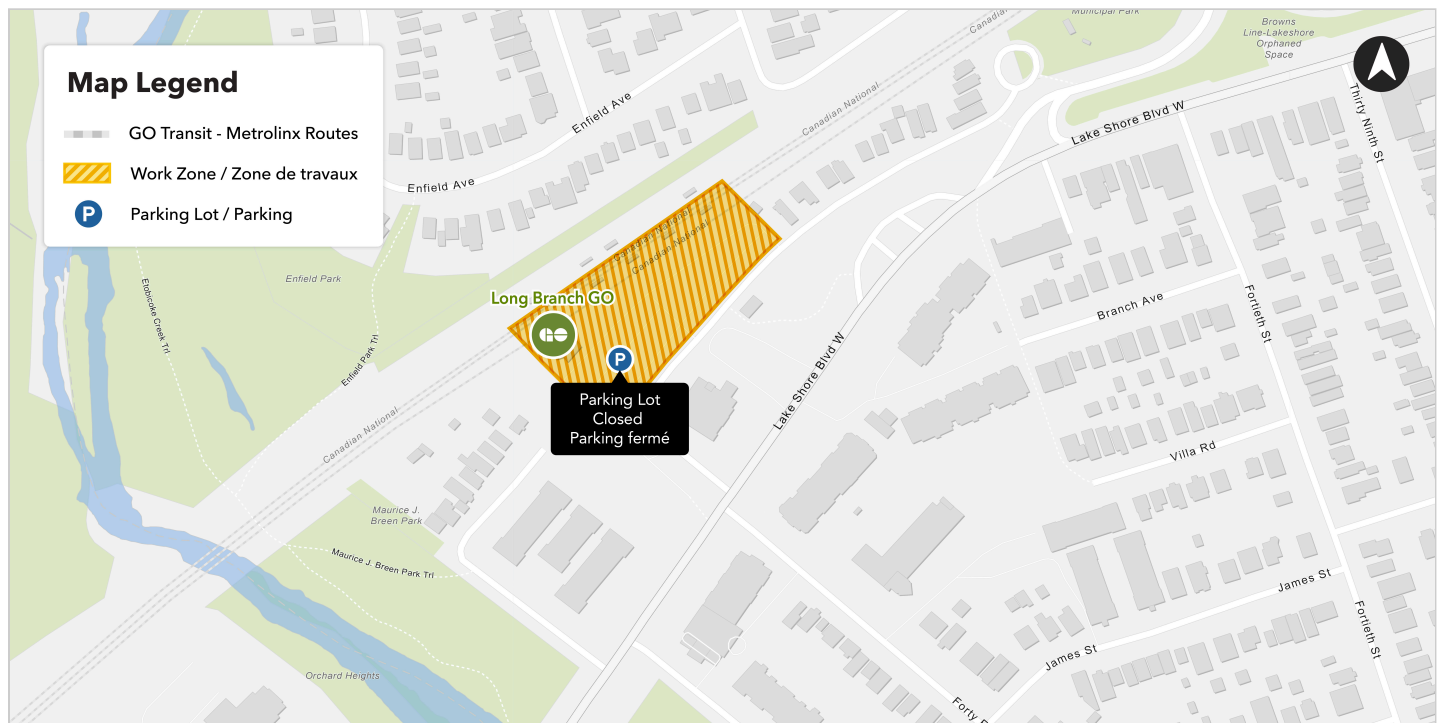 Map Legend
GO Transit - Metrolinx Routes
Work Zone / Zone de travaux
P
Parking Lot / Parking
Municipal Park
Browns
Line-Lakeshore
Orphaned
Space
Canadian
Canadian National
Enfield Ave
Enfield Ave
Lake Shore Blvd W
Thirty Ninth St
Canadian National
Canadian National
Enfield Park
Etobicoke Creek Trl
Enfield Park Trl
Long Branch GO
GO
P
Parking Lot
Closed
Parking fermé
Branch Ave
Fortieth St
Lake Shore Blvd W
Canadian National
Villa Rd
Maurice J.
Breen Park
Maurice J. Breen Park Trl
James St
James St
Fortieth St
Orchard Heights
Forty